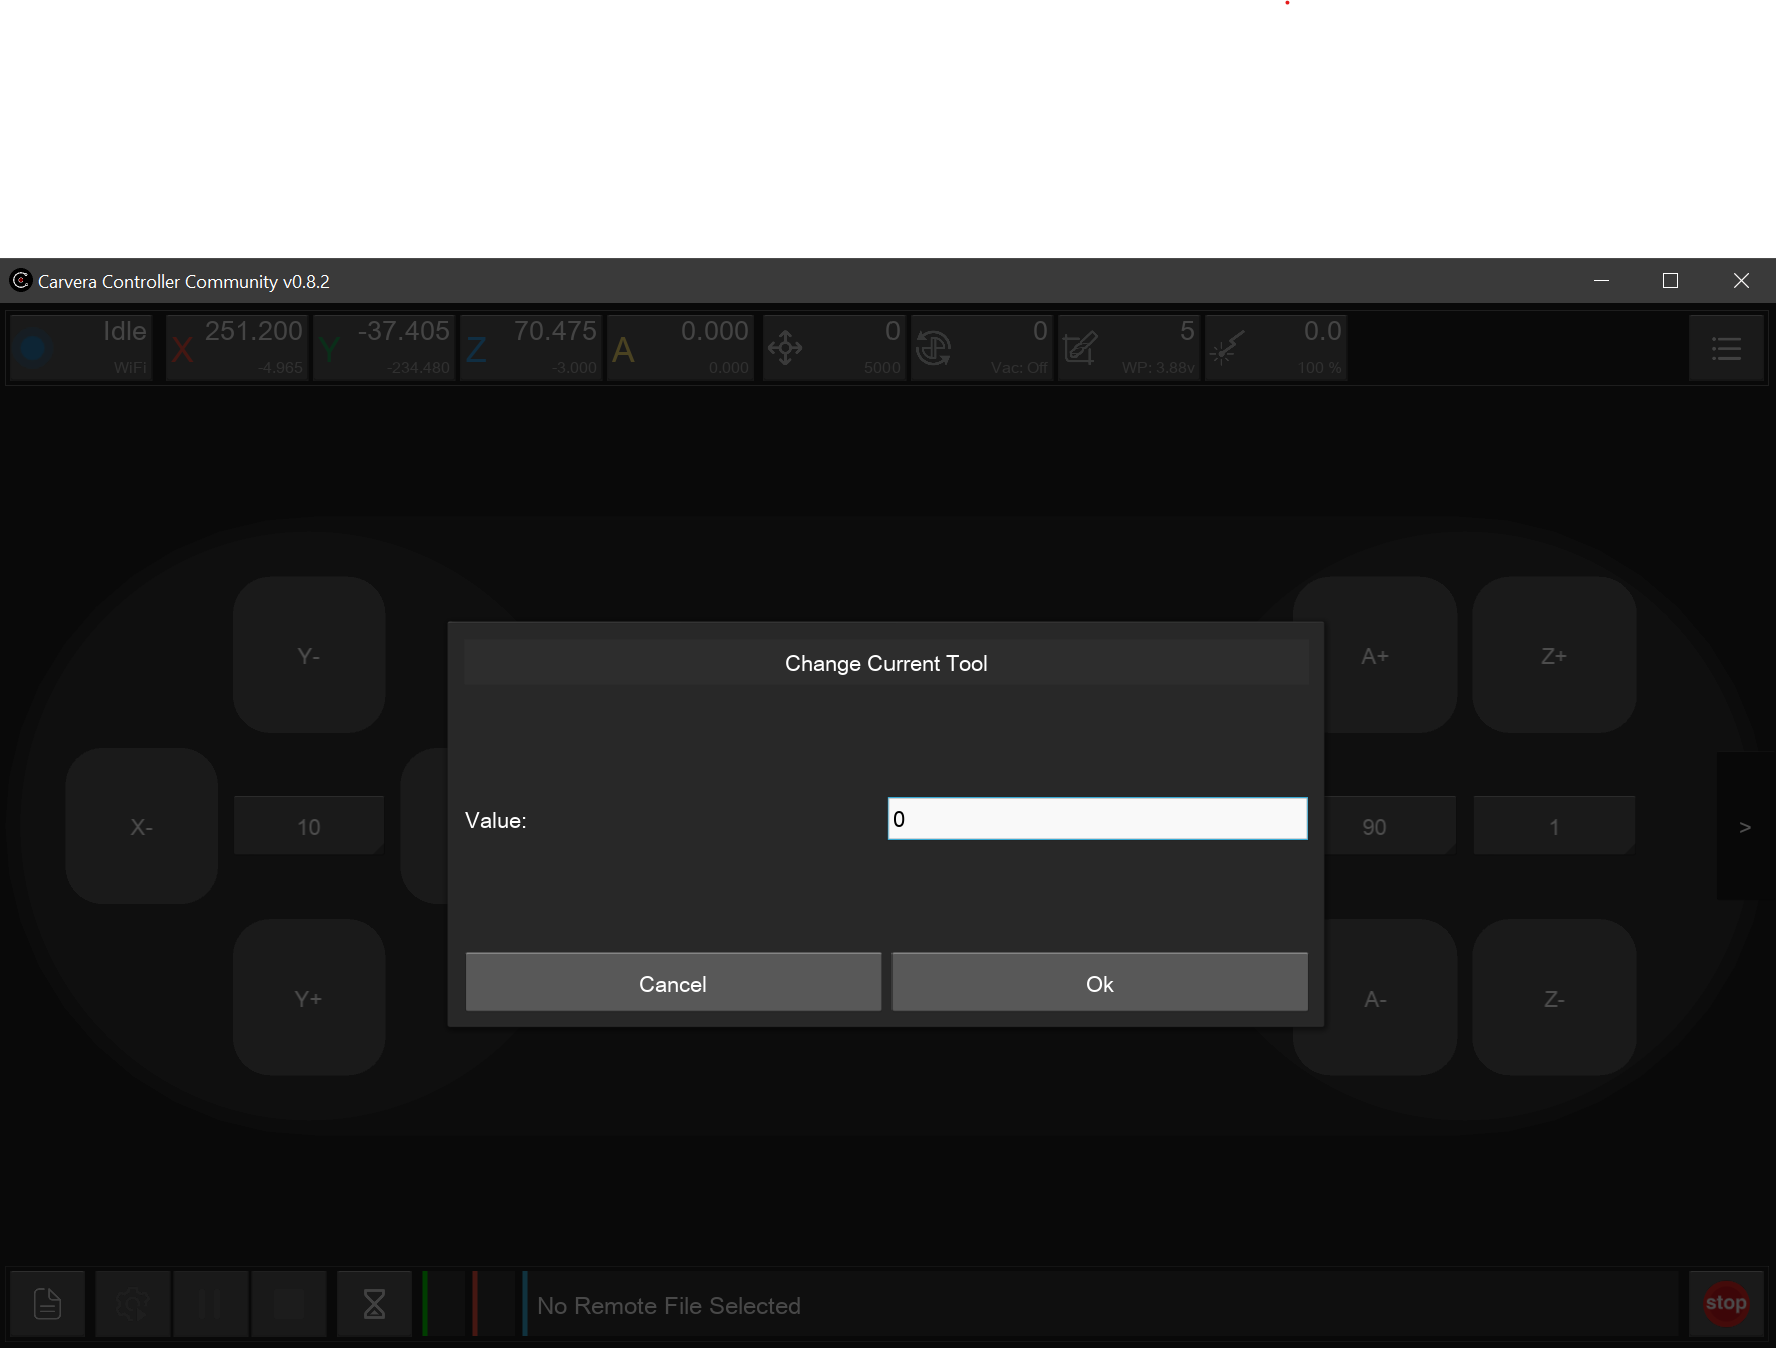 Carvera Controller Community v0.8.2
Idle
WiFi
X 251.200
-4.965
Y -37.405
-234.480
Z 70.475
-3.000
A 0.000
0.000
0
5000
0
Vac: Off
5
WP: 3.88v
0.0
100 %
Y-
A+
Z+
Change Current Tool
X-
10
Value:
0
90
1
>
Y+
Cancel
Ok
A-
Z-
No Remote File Selected
stop